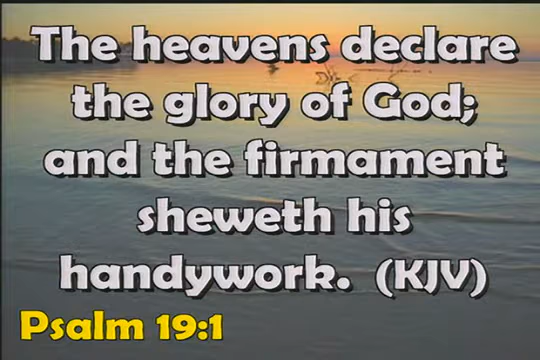 The heavens declare
the glory of God;
and the firmament
sheweth his
handywork. (KJV)
Psalm 19:1